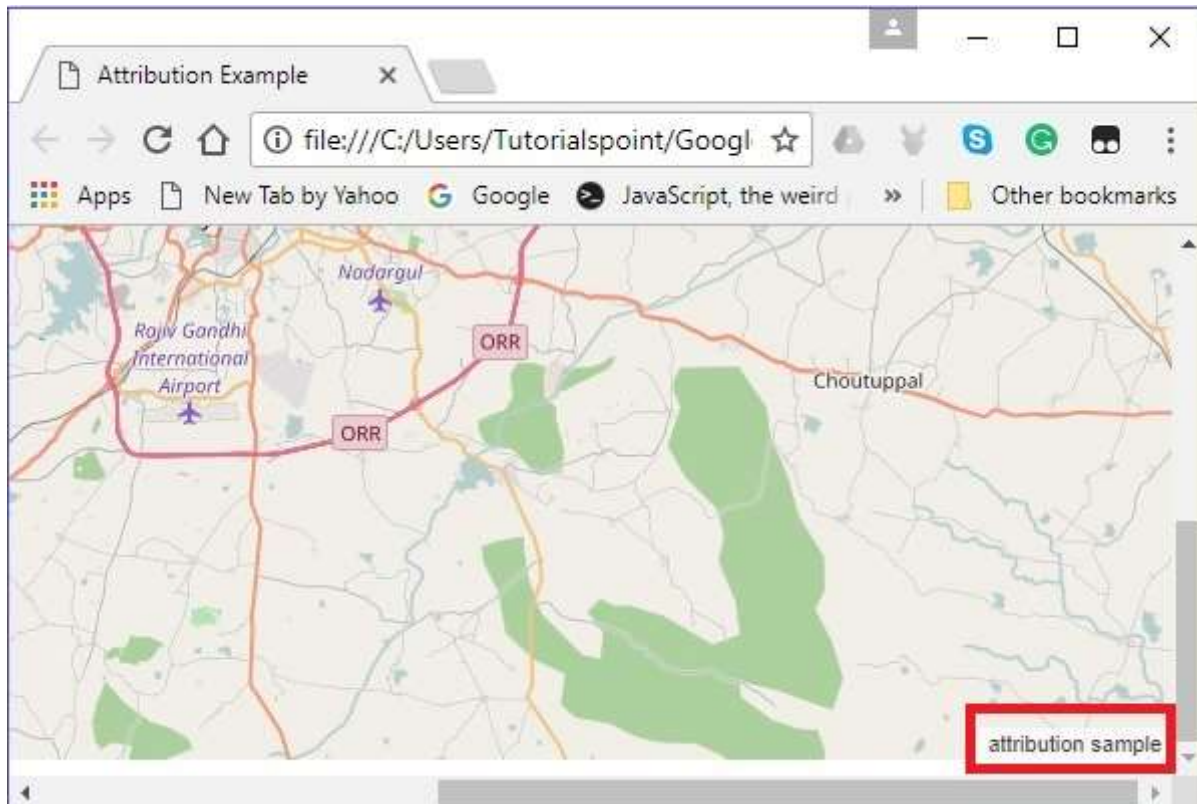 Attribution Example
file:///C:/Users/Tutorialspoint/Googl
Apps New Tab by Yahoo Google JavaScript, the weird » Other bookmarks
Nadargul
Rajiv Gandhi
International
Airport
ORR
Choutuppal
ORR
attribution sample